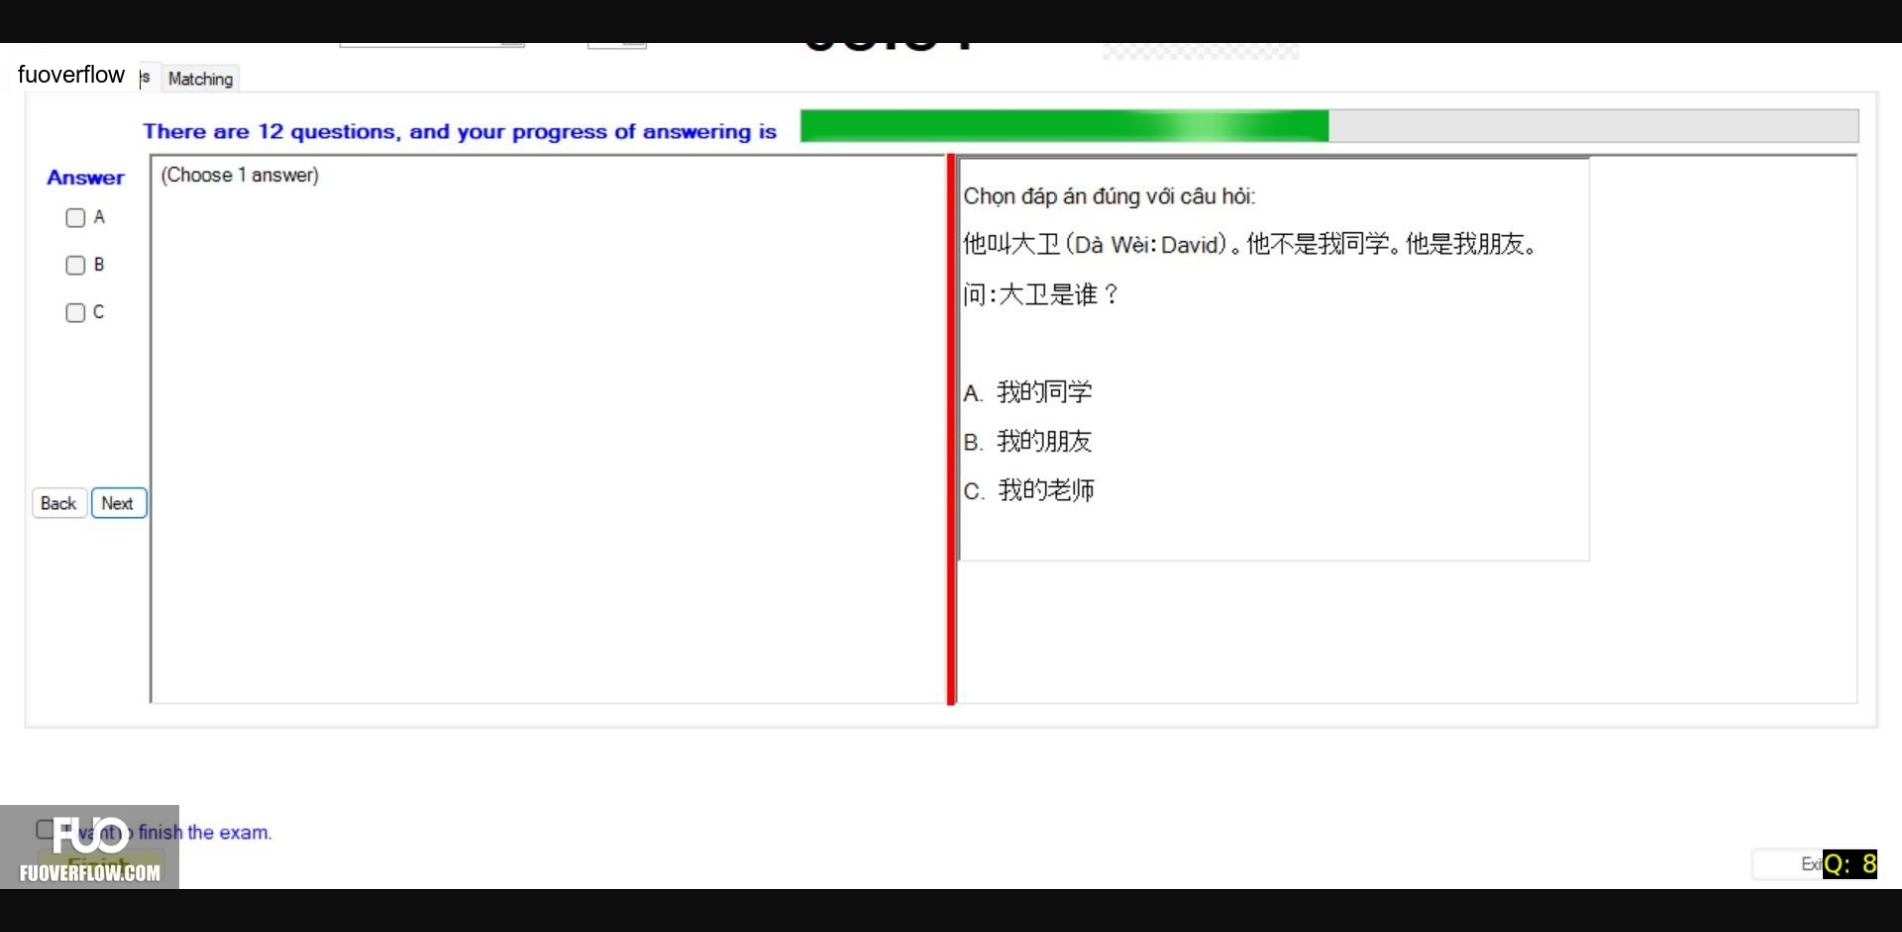 fuoverflow
Matching
There are 12 questions, and your progress of answering is
Answer
(Choose 1 answer)
A
B
C
Back
Next
Chọn đáp án đúng với câu hỏi:
他叫大卫(Dà Wèi: David)。他不是我同学。他是我朋友。
问:大卫是谁?
A. 我的同学
B. 我的朋友
C. 我的老师
I want to finish the exam.
FUO
FUOVERFLOW.COM
Q: 8